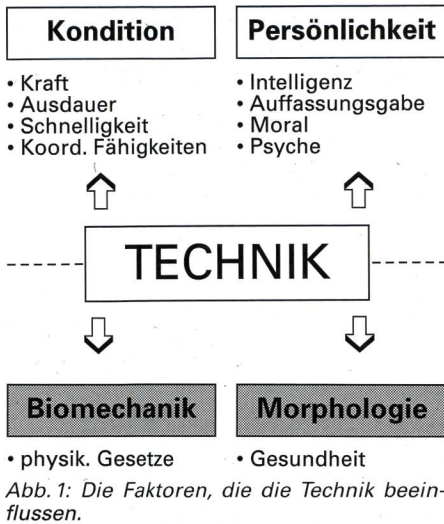 Kondition
• Kraft
• Ausdauer
• Schnelligkeit
• Koord. Fähigkeiten
Persönlichkeit
• Intelligenz
• Auffassungsgabe
• Moral
• Psyche
TECHNIK
Biomechanik
• physik. Gesetze
Morphologie
• Gesundheit
Abb. 1: Die Faktoren, die die Technik beein-
flussen.